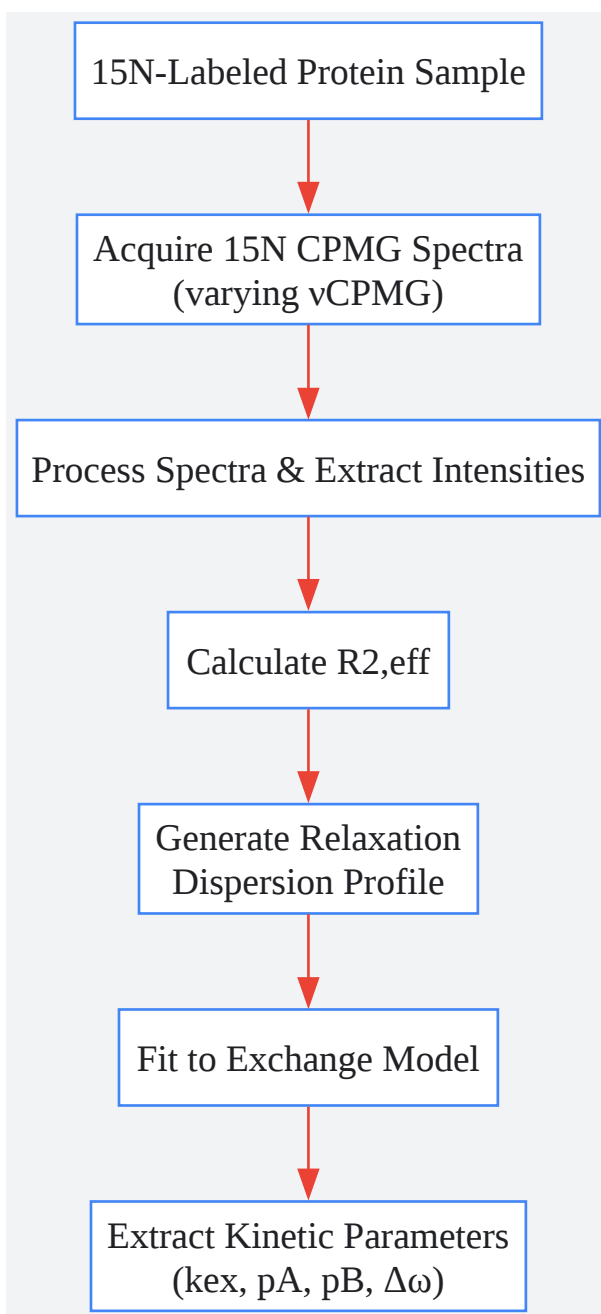 15N-Labeled Protein Sample
Acquire 15N CPMG Spectra
(varying νCPMG)
Process Spectra & Extract Intensities
Calculate R2,eff
Generate Relaxation
Dispersion Profile
Fit to Exchange Model
Extract Kinetic Parameters
(kex, pA, pB, Δω)